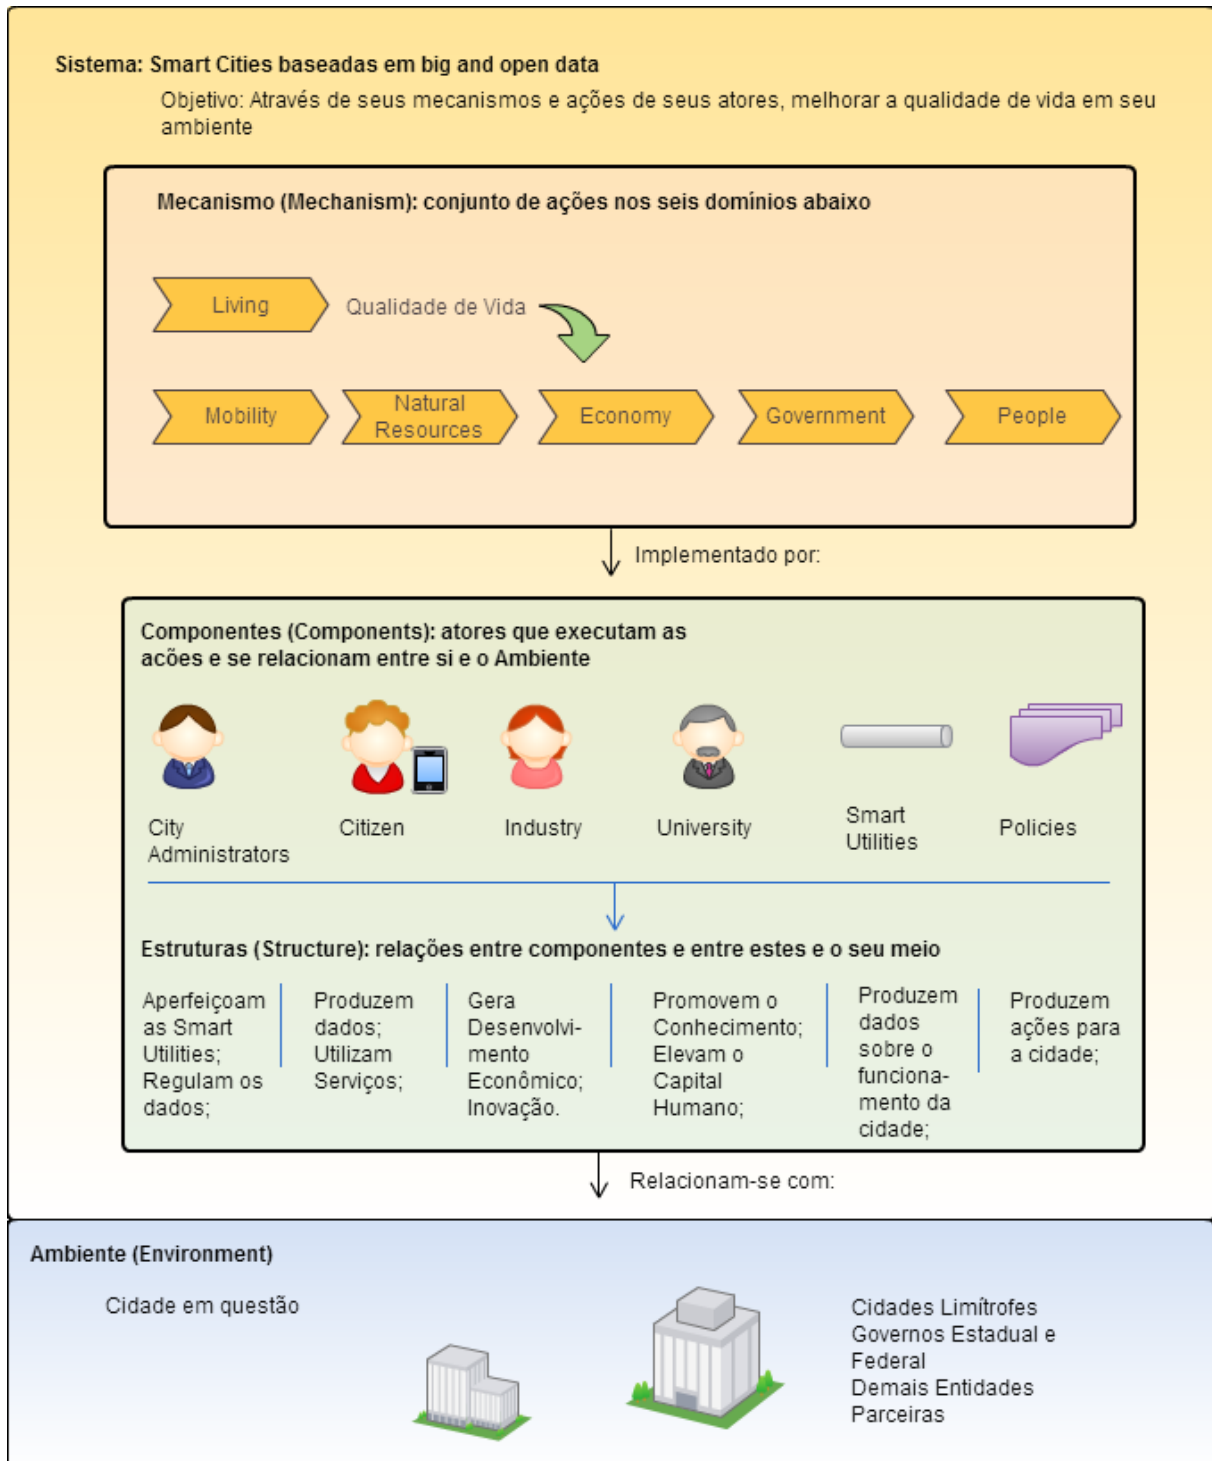 Sistema: Smart Cities baseadas em big and open data
Objetivo: Através de seus mecanismos e ações de seus atores, melhorar a qualidade de vida em seu
ambiente
Mecanismo (Mechanism): conjunto de ações nos seis domínios abaixo
Living
Qualidade de Vida
Mobility
Natural
Resources
Economy
Government
People
Implementado por:
Componentes (Components): atores que executam as
acões e se relacionam entre si e o Ambiente
City
Administrators
Citizen
Industry
University
Smart
Utilities
Policies
Estruturas (Structure): relações entre componentes e entre estes e o seu meio
Aperfeiçoam
as Smart
Utilities;
Regulam os
dados;
Produzem
dados;
Utilizam
Serviços;
Gera
Desenvolvi-
mento
Econômico;
Inovação.
Promovem o
Conhecimento;
Elevam o
Capital
Humano;
Produzem
dados
sobre o
funciona-
mento da
cidade;
Produzem
ações para
a cidade;
Relacionam-se com:
Ambiente (Environment)
Cidade em questão
Cidades Limítrofes
Governos Estadual e
Federal
Demais Entidades
Parceiras